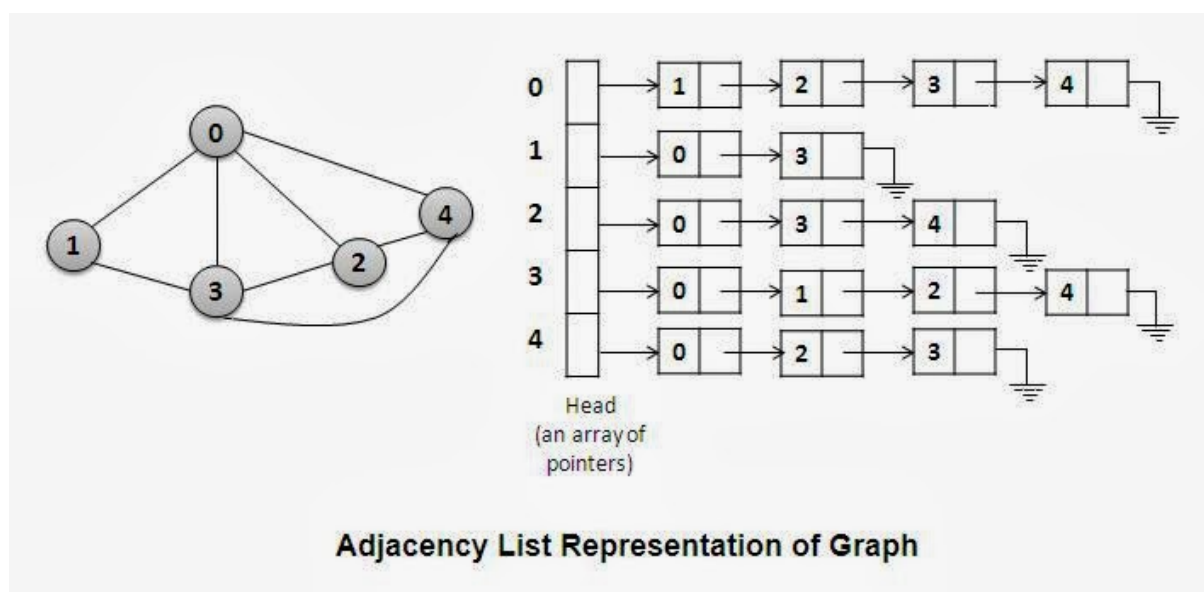 0
4
1
2
3
0 1 2 3 4
1 0 3
2 0 3 4
3 0 1 2 4
4 0 2 3
Head
(an array of
pointers)
Adjacency List Representation of Graph